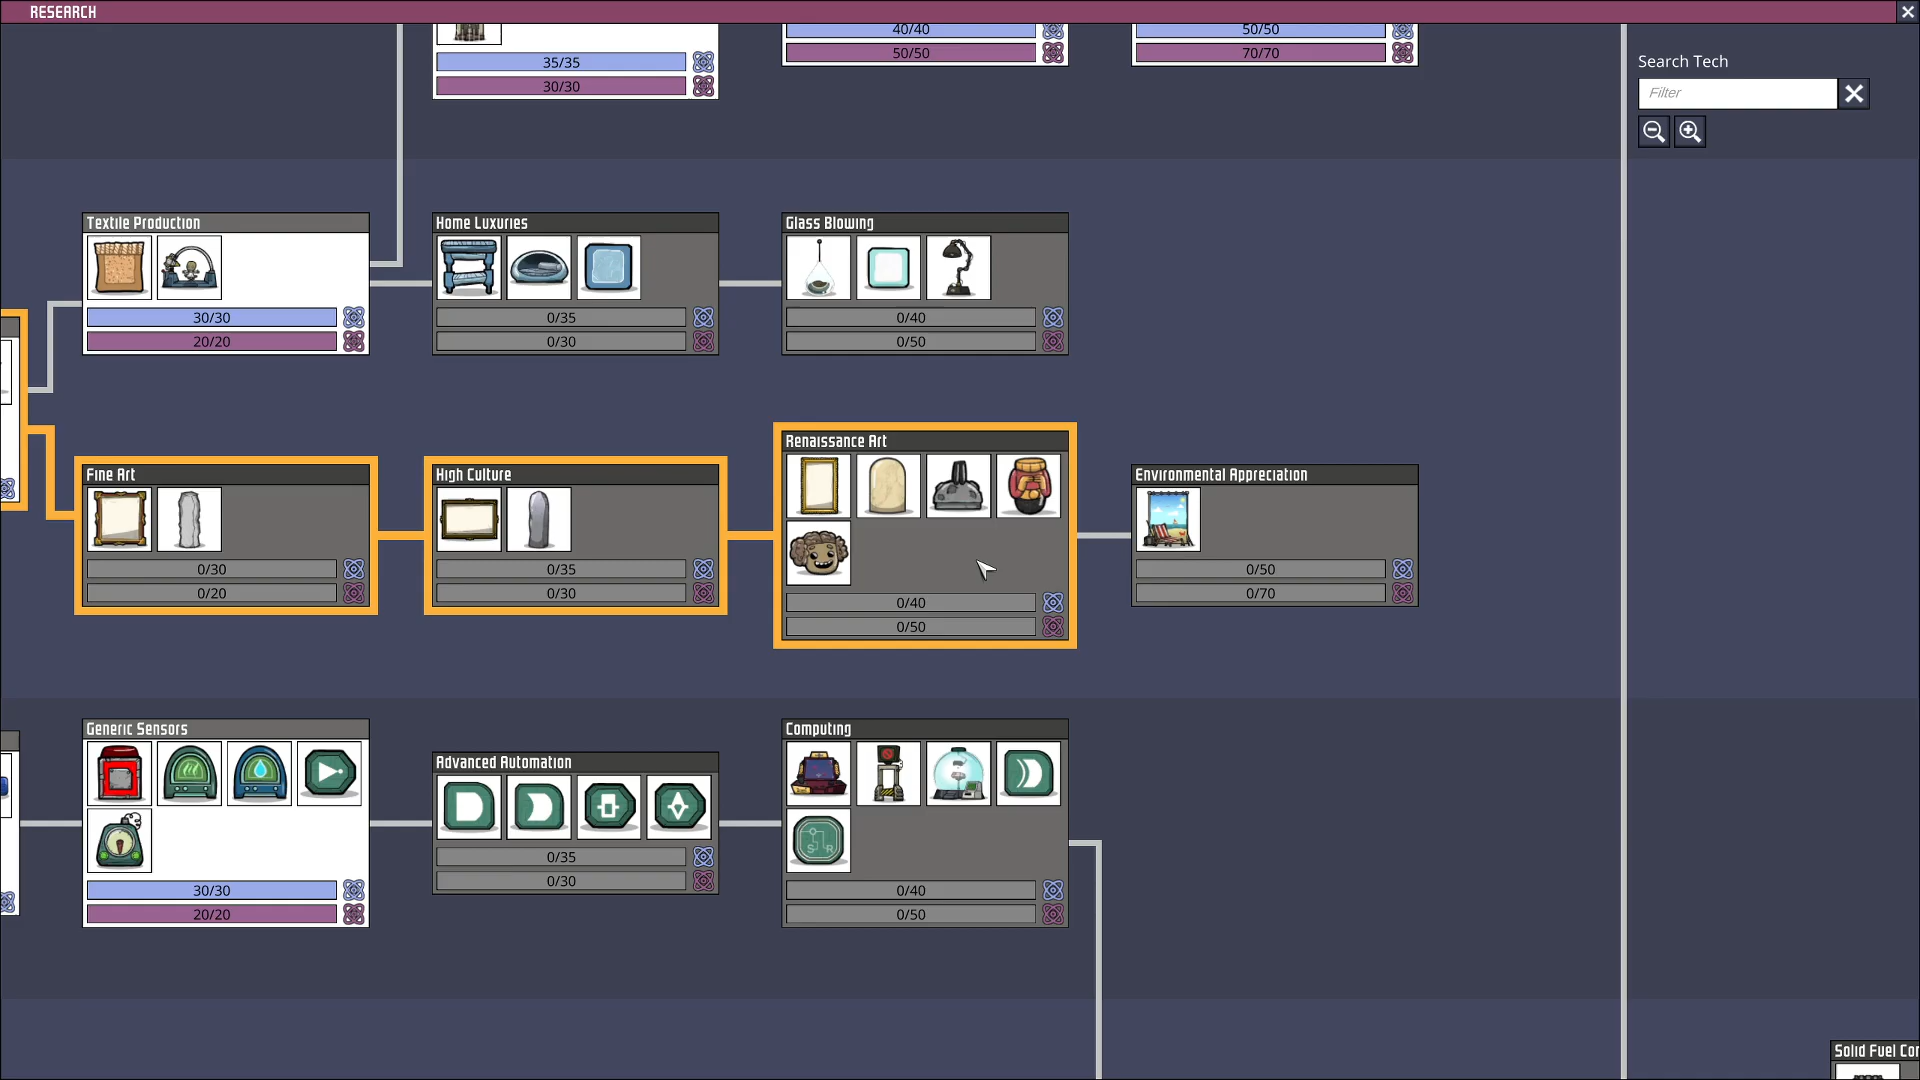 RESEARCH
40/40
50/50
50/50
70/70
35/35
30/30
Search Tech
Filter
Textile Production
30/30
20/20
Home Luxuries
0/35
0/30
Glass Blowing
0/40
0/50
Fine Art
0/30
0/20
High Culture
0/35
0/30
Renaissance Art
0/40
0/50
Environmental Appreciation
0/50
0/70
Generic Sensors
30/30
20/20
Advanced Automation
0/35
0/30
Computing
S R
0/40
0/50
Solid Fuel Cor